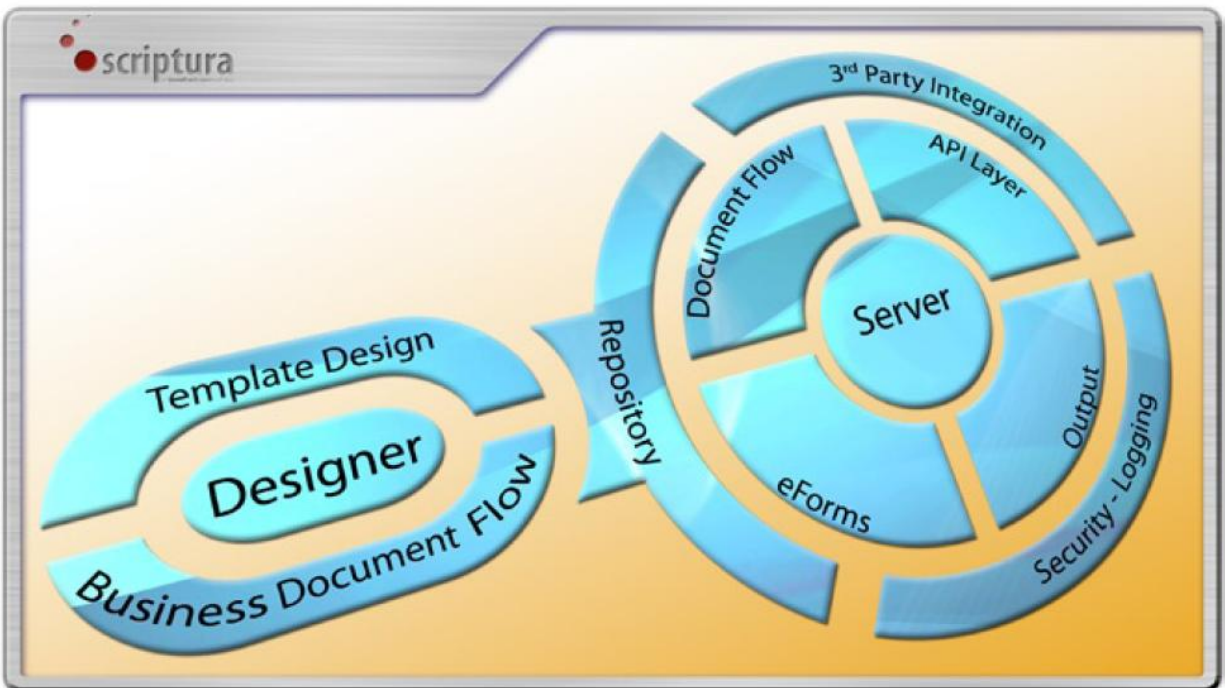 scriptura
3rd Party Integration
API Layer
Document Flow
Server
Repository
Output
eForms
Security - Logging
Template Design
Designer
Business Document Flow